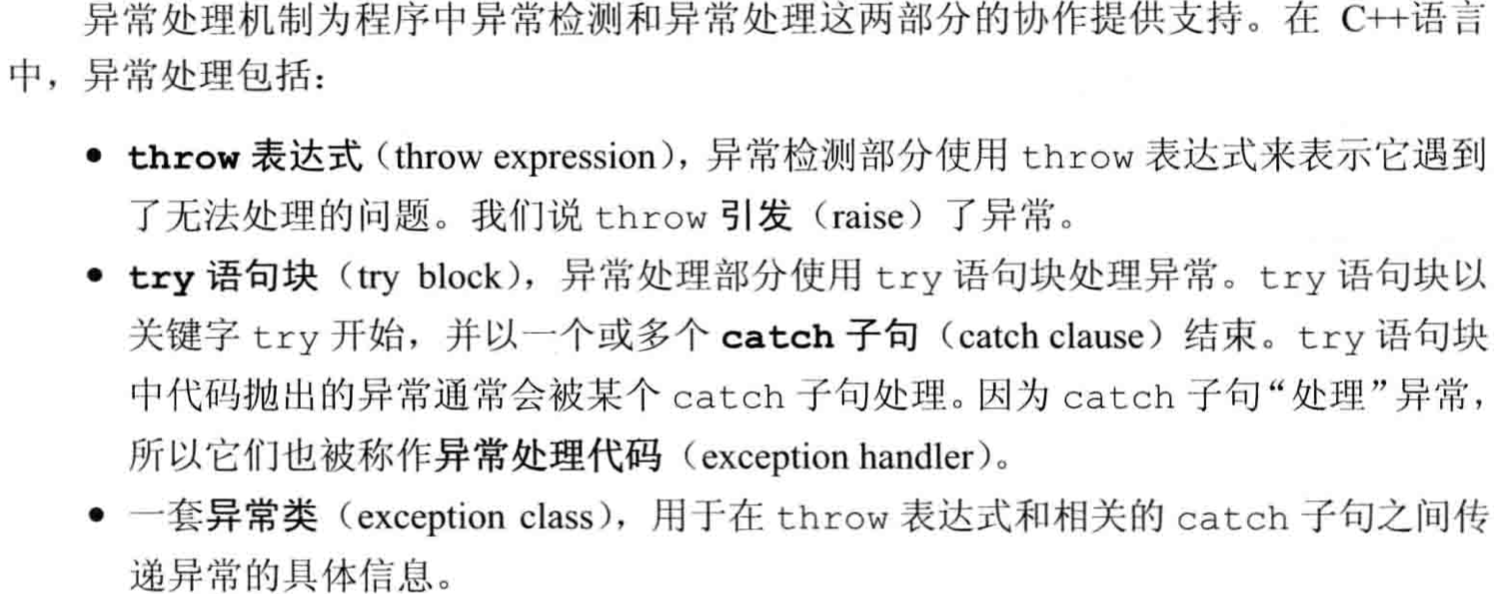 异常处理机制为程序中异常检测和异常处理这两部分的协作提供支持。在 C++语言
中，异常处理包括：
● throw 表达式（throw expression），异常检测部分使用 throw 表达式来表示它遇到
了无法处理的问题。我们说 throw 引发（raise）了异常。
● try 语句块（try block），异常处理部分使用 try 语句块处理异常。try 语句块以
关键字 try 开始，并以一个或多个 catch 子句（catch clause）结束。try 语句块
中代码抛出的异常通常会被某个 catch 子句处理。因为 catch 子句“处理”异常，
所以它们也被称作异常处理代码（exception handler）。
● 一套异常类（exception class），用于在 throw 表达式和相关的 catch 子句之间传
递异常的具体信息。